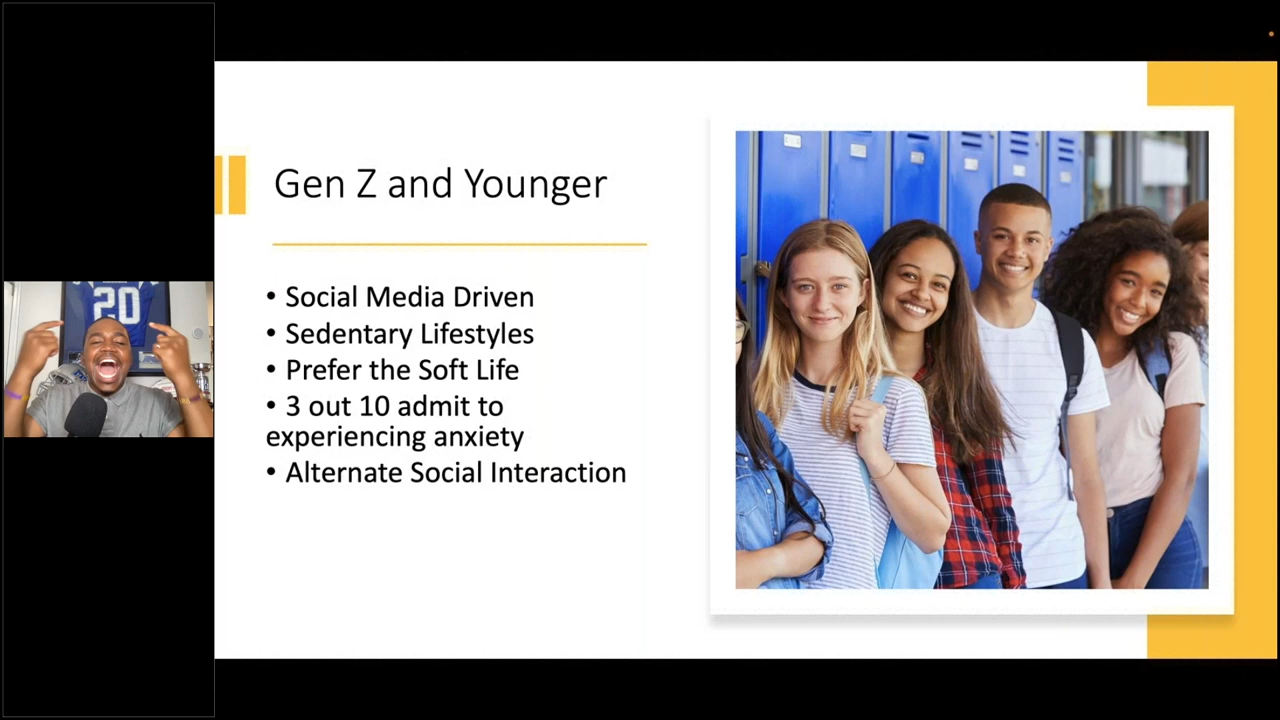 Gen Z and Younger
• Social Media Driven
• Sedentary Lifestyles
• Prefer the Soft Life
• 3 out 10 admit to
experiencing anxiety
• Alternate Social Interaction
20